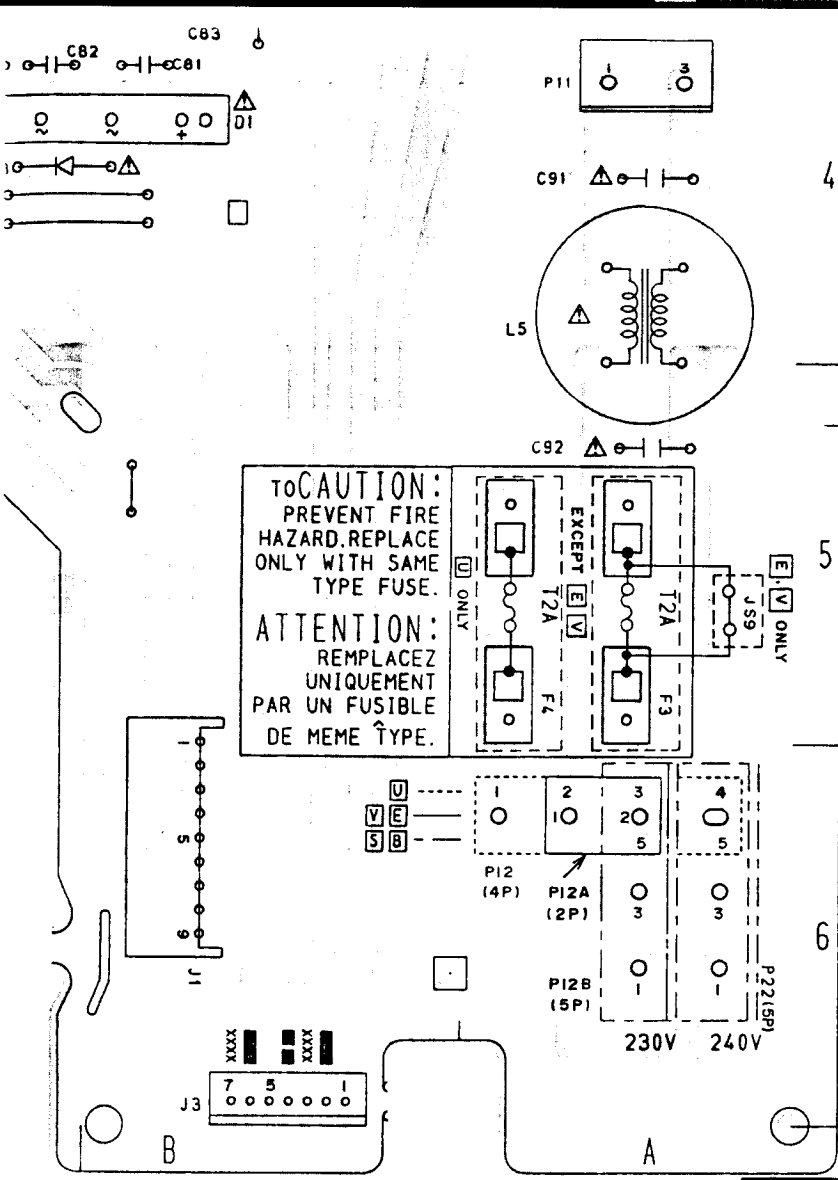 C83
C82
C81
D1
~ ~ +
P11
1 3
C91
4
L5
C92
TO CAUTION:
PREVENT FIRE
HAZARD.REPLACE
ONLY WITH SAME
TYPE FUSE.
ATTENTION:
REMPLACEZ
UNIQUEMENT
PAR UN FUSIBLE
DE MEME TYPE.
U ONLY
T2A
F4
EXCEPT E V
T2A
F3
JS9
E, V ONLY
5
1
5
9
J1
U
V E
S B
1 2 3 4
1 2
5 5
P12
(4P)
P12A
(2P)
3 3
P12B
(5P)
1 1
P22(5P)
6
230V 240V
XXXX XXXX
7 5 1
J3
B A